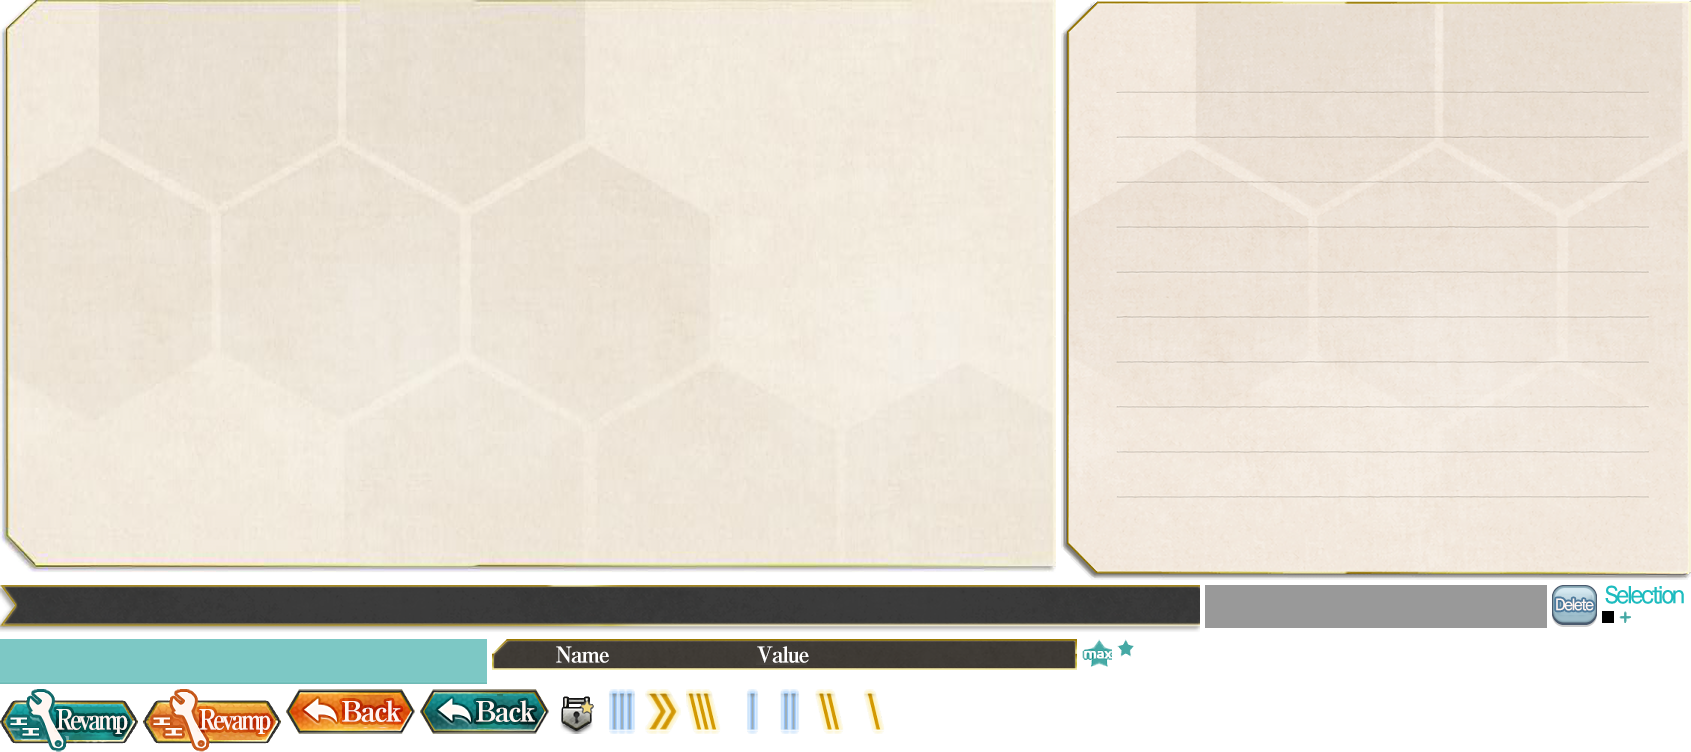 Delete
Selection
+
Name Value
max
Revamp Revamp Back Back